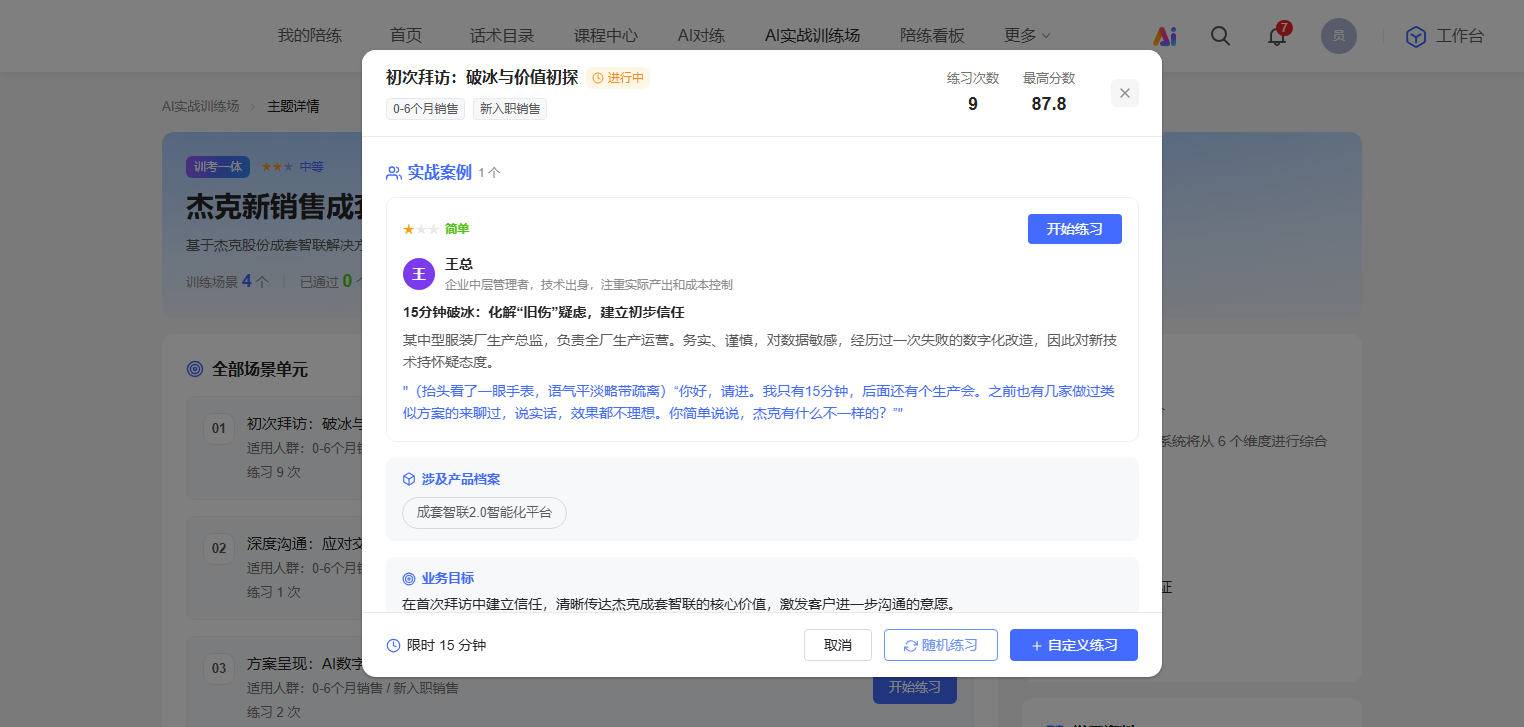 我的陪练 首页 话术目录 课程中心 AI对练 AI实战训练场 陪练看板 更多 Ai 7 员 工作台
AI实战训练场 主题详情
训考一体 中等
杰克新销售成套
基于杰克股份成套智联解决方
训练场景 4 个 已通过 0 个
全部场景单元
01
初次拜访：破冰与
适用人群：0-6个月销
练习 9 次
02
深度沟通：应对交
适用人群：0-6个月销
练习 1 次
03
方案呈现：AI数字
适用人群：0-6个月销售 / 新入职销售
练习 2 次
开始练习
系统将从 6 个维度进行综合
证
初次拜访：破冰与价值初探 进行中
0-6个月销售 新入职销售
练习次数 最高分数
9 87.8
实战案例 1 个
简单
开始练习
王
王总
企业中层管理者，技术出身，注重实际产出和成本控制
15分钟破冰：化解“旧伤”疑虑，建立初步信任
某中型服装厂生产总监，负责全厂生产运营。务实、谨慎，对数据敏感，经历过一次失败的数字化改造，因此对新技
术持怀疑态度。
"（抬头看了一眼手表，语气平淡略带疏离）“你好，请进。我只有15分钟，后面还有个生产会。之前也有几家做过类
似方案的来聊过，说实话，效果都不理想。你简单说说，杰克有什么不一样的？”"
涉及产品档案
成套智联2.0智能化平台
业务目标
在首次拜访中建立信任，清晰传达杰克成套智联的核心价值，激发客户进一步沟通的意愿。
限时 15 分钟
取消 随机练习 + 自定义练习